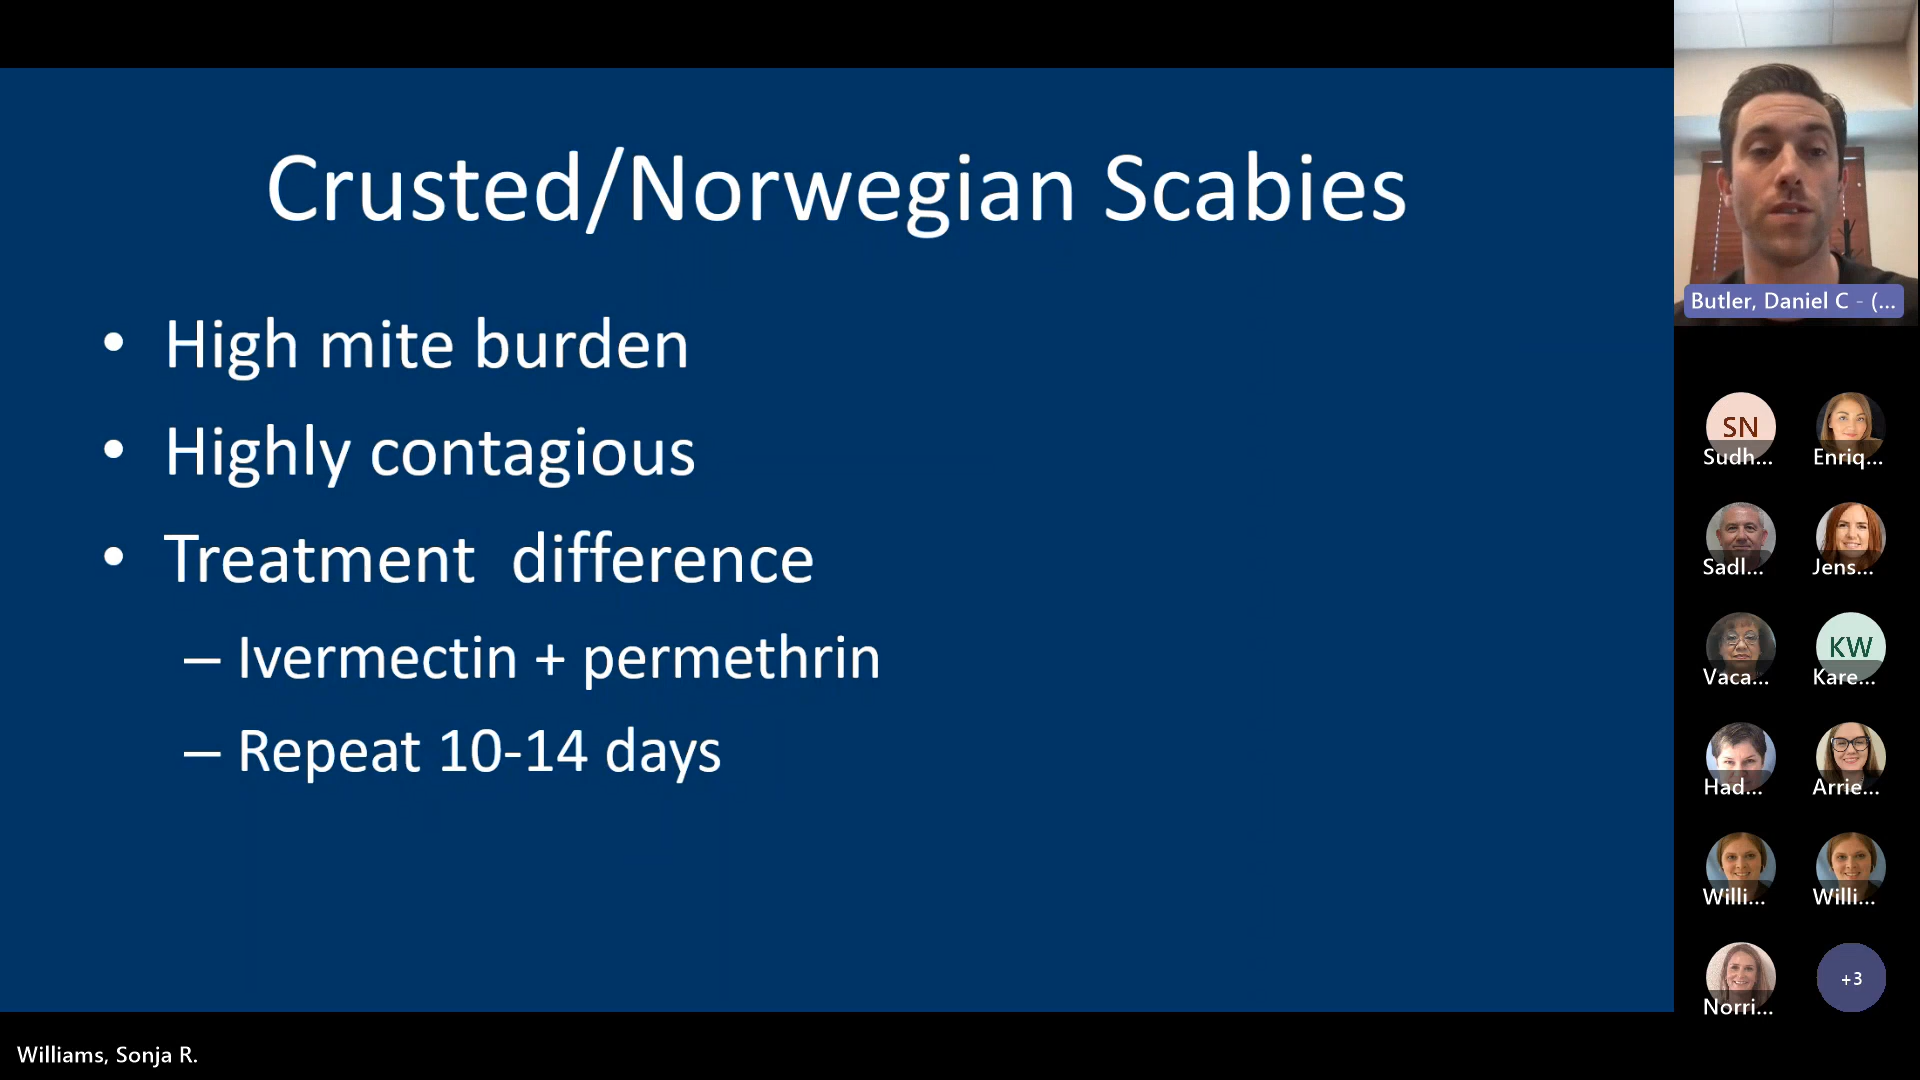 Crusted/Norwegian Scabies
• High mite burden
• Highly contagious
• Treatment  difference
– Ivermectin + permethrin
– Repeat 10-14 days
Butler, Daniel C - (...
SN
Sudh...
Enriq...
Sadl...
Jens...
Vaca...
KW
Kare...
Had...
Arrie...
Willi...
Willi...
Norri...
+3
Williams, Sonja R.